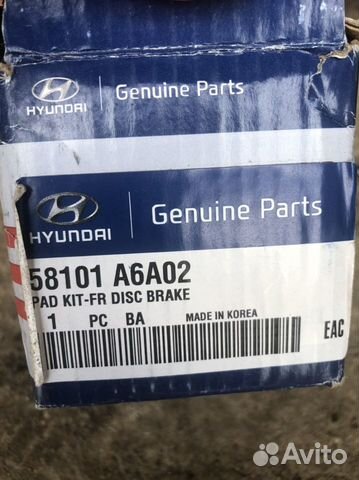 HYUNDAI
Genuine Parts
HYUNDAI
Genuine Parts
58101 A6A02
PAD KIT-FR DISC BRAKE
1 PC BA MADE IN KOREA
EAC
Avito